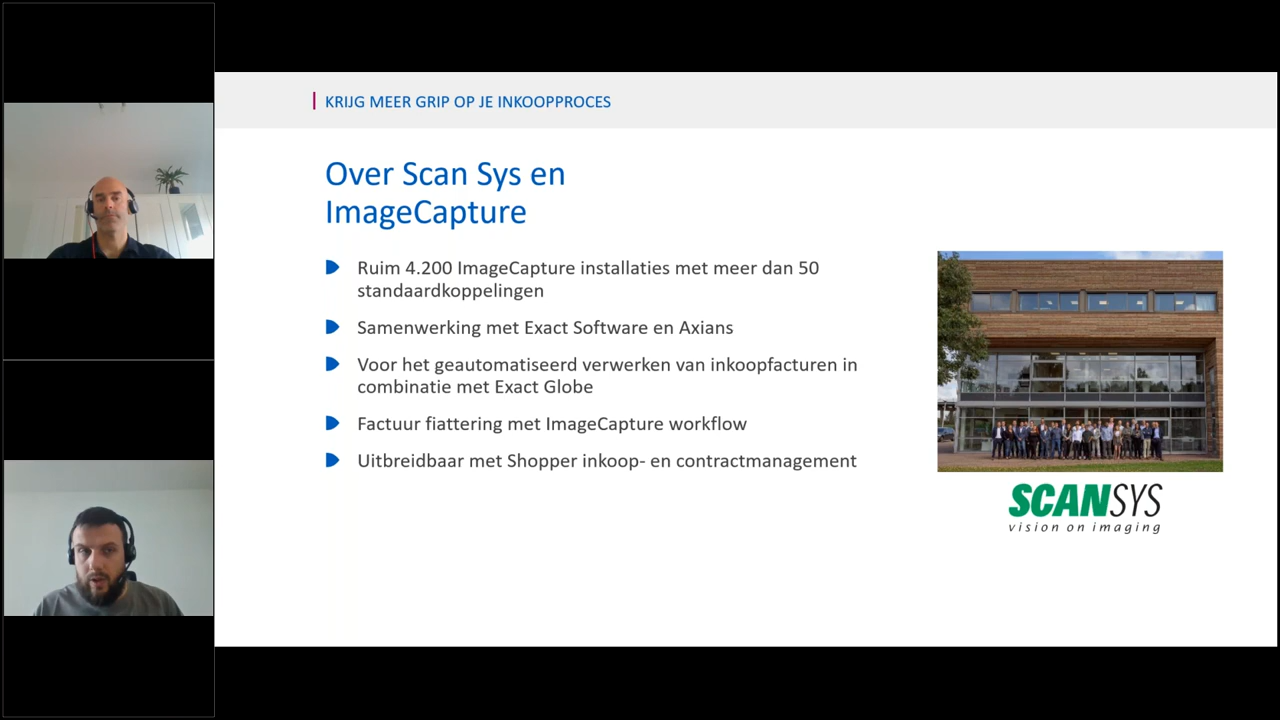 KRIJG MEER GRIP OP JE INKOOPPROCES
Over Scan Sys en
ImageCapture
Ruim 4.200 ImageCapture installaties met meer dan 50
standaardkoppelingen
Samenwerking met Exact Software en Axians
Voor het geautomatiseerd verwerken van inkoopfacturen in
combinatie met Exact Globe
Factuur fiattering met ImageCapture workflow
Uitbreidbaar met Shopper inkoop- en contractmanagement
SCANSYS
vision on imaging